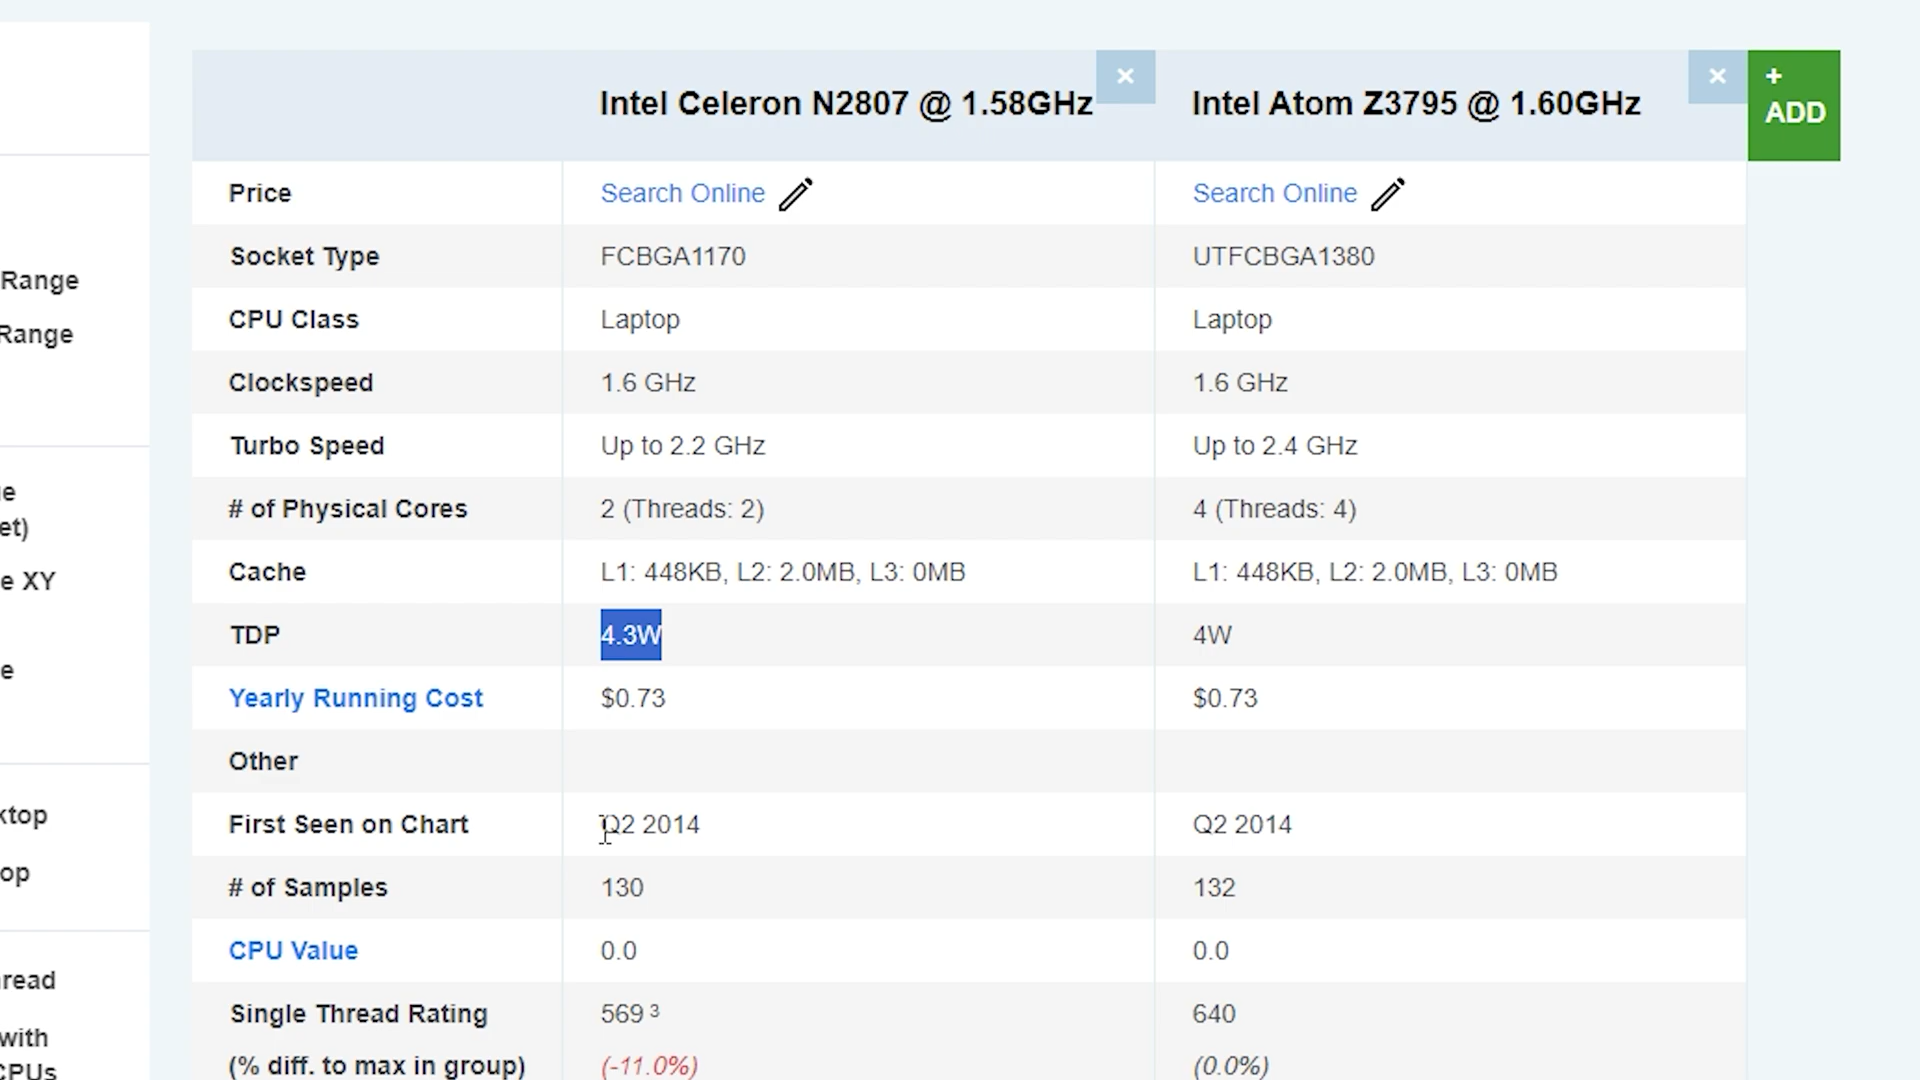 Intel Celeron N2807 @ 1.58GHz × Intel Atom Z3795 @ 1.60GHz × + ADD
Price Search Online Search Online
Socket Type FCBGA1170 UTFCBGA1380
Range
CPU Class Laptop Laptop
Range
Clockspeed 1.6 GHz 1.6 GHz
Turbo Speed Up to 2.2 GHz Up to 2.4 GHz
# of Physical Cores 2 (Threads: 2) 4 (Threads: 4)
et)
Cache L1: 448KB, L2: 2.0MB, L3: 0MB L1: 448KB, L2: 2.0MB, L3: 0MB
e XY
TDP 4.3W 4W
e
Yearly Running Cost $0.73 $0.73
Other
First Seen on Chart Q2 2014 Q2 2014
ktop
# of Samples 130 132
op
CPU Value 0.0 0.0
read
Single Thread Rating 569 3 640
with
(% diff. to max in group) (-11.0%) (0.0%)
CPUs